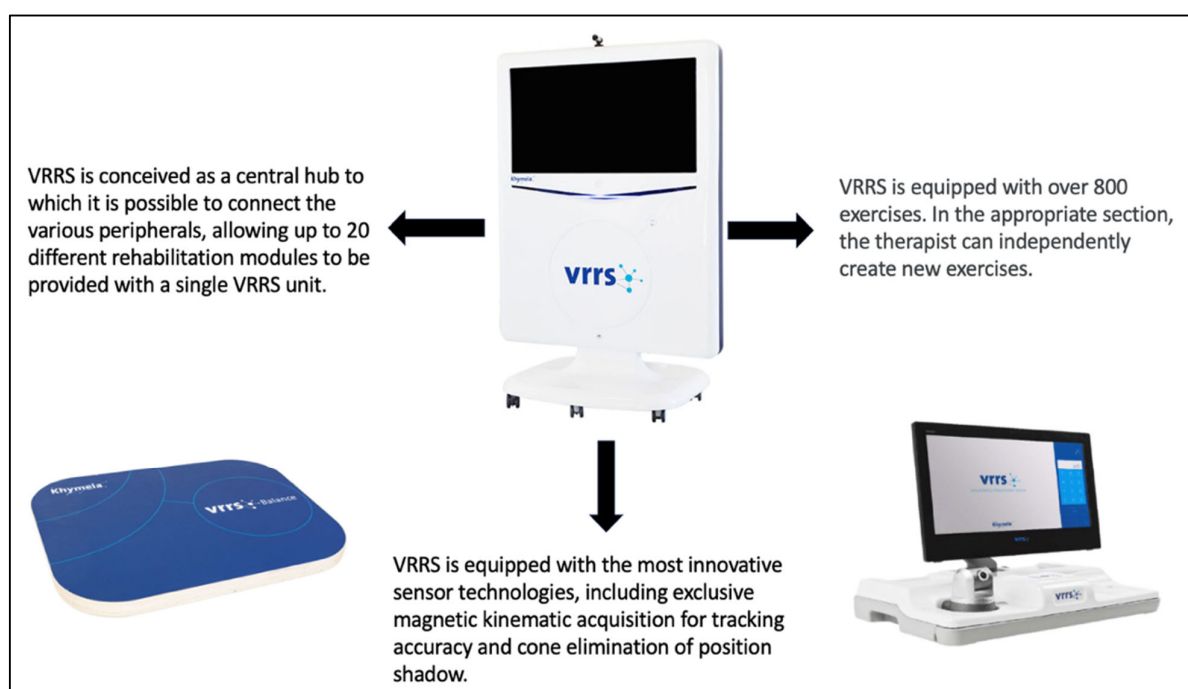 Khymeia
vrrs
VRRS is conceived as a central hub to
which it is possible to connect the
various peripherals, allowing up to 20
different rehabilitation modules to be
provided with a single VRRS unit.
VRRS is equipped with over 800
exercises. In the appropriate section,
the therapist can independently
create new exercises.
Khymeia
vrrs Balance
VRRS is equipped with the most innovative
sensor technologies, including exclusive
magnetic kinematic acquisition for tracking
accuracy and cone elimination of position
shadow.
vrrs
Khymeia
vrrs
vrrs